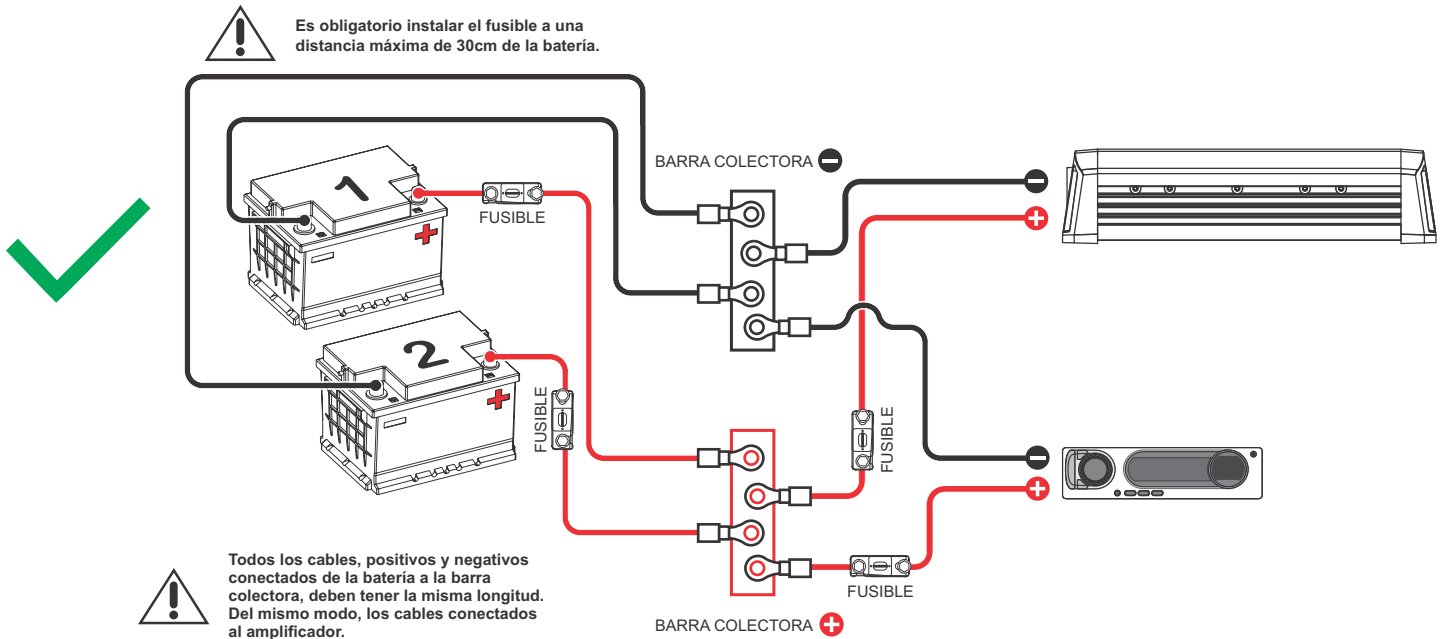 Es obligatorio instalar el fusible a una
distancia máxima de 30cm de la batería.
BARRA COLECTORA -
1
FUSIBLE
+
2
FUSIBLE
+
-
+
FUSIBLE
-
+
FUSIBLE
Todos los cables, positivos y negativos
conectados de la batería a la barra
colectora, deben tener la misma longitud.
Del mismo modo, los cables conectados
al amplificador.
BARRA COLECTORA +